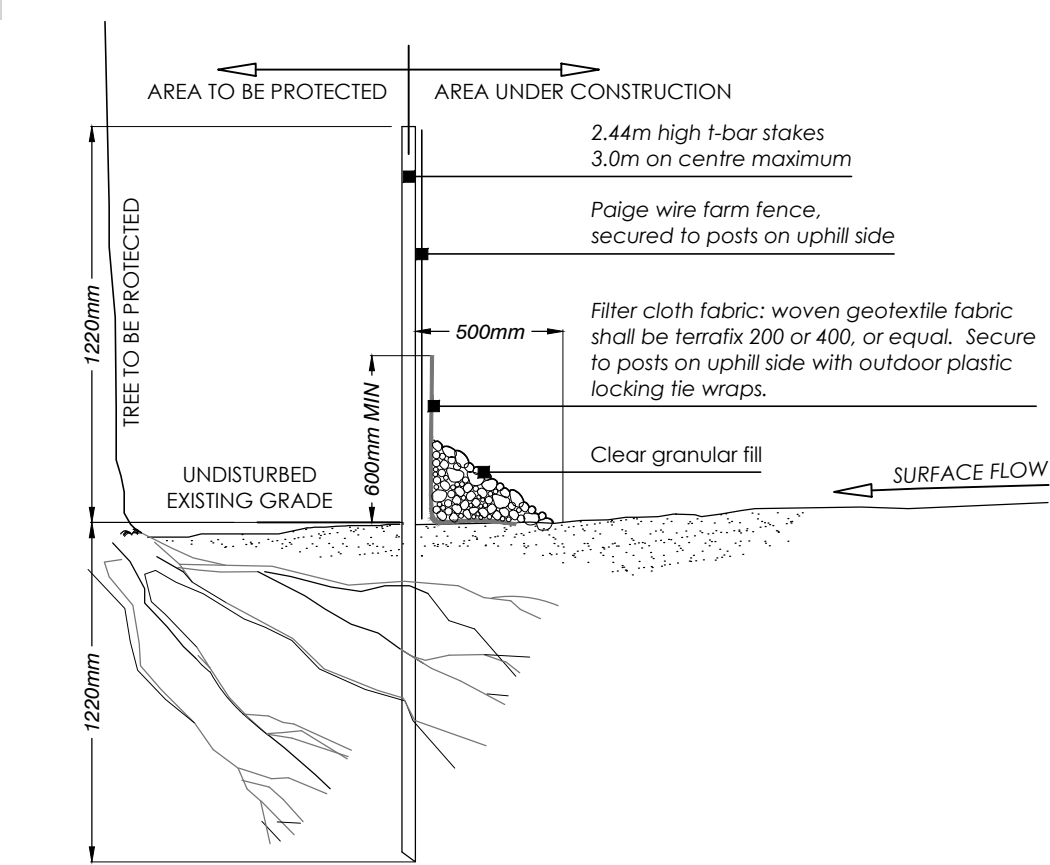 AREA TO BE PROTECTED
AREA UNDER CONSTRUCTION
2.44m high t-bar stakes
3.0m on centre maximum
Paige wire farm fence,
secured to posts on uphill side
Filter cloth fabric: woven geotextile fabric
shall be terrafix 200 or 400, or equal. Secure
to posts on uphill side with outdoor plastic
locking tie wraps.
Clear granular fill
SURFACE FLOW
500mm
600mm MIN
1220mm
TREE TO BE PROTECTED
UNDISTURBED
EXISTING GRADE
1220mm